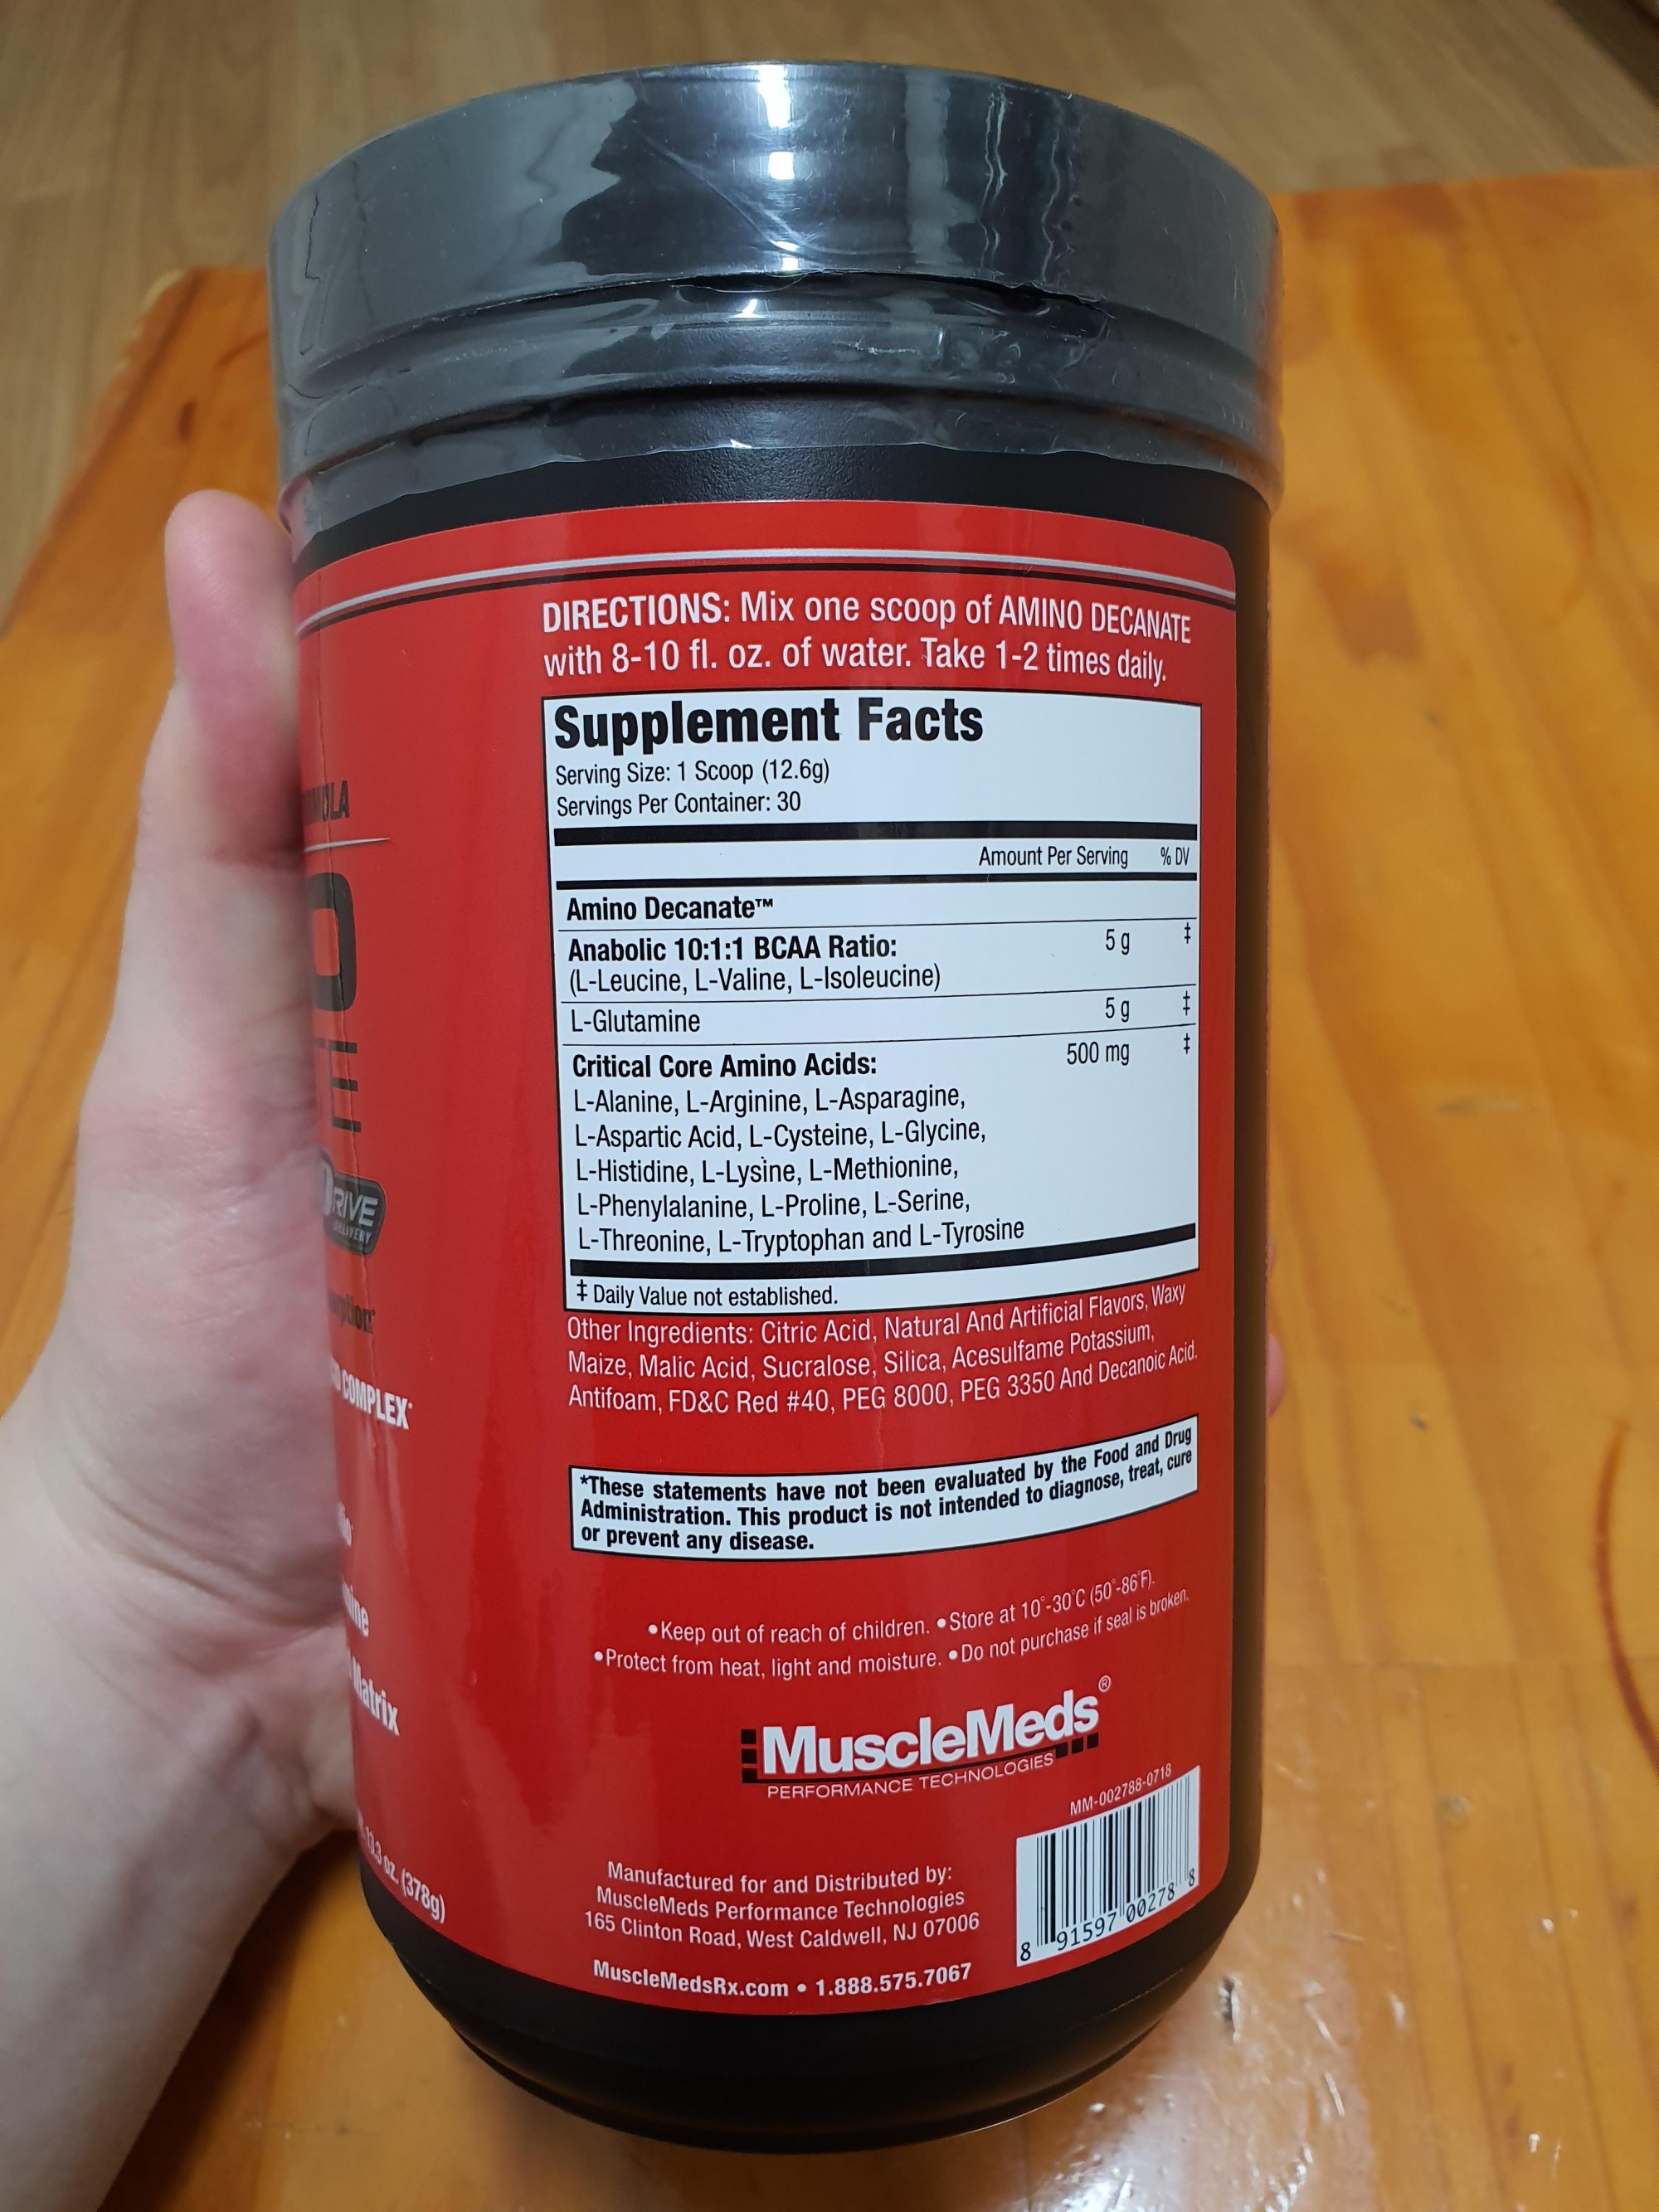 DIRECTIONS: Mix one scoop of AMINO DECANATE
with 8-10 fl. oz. of water. Take 1-2 times daily.
Supplement Facts
Serving Size: 1 Scoop (12.6g)
Servings Per Container: 30
Amount Per Serving % DV
Amino Decanate™
Anabolic 10:1:1 BCAA Ratio: 5 g ‡
(L-Leucine, L-Valine, L-Isoleucine)
L-Glutamine 5 g ‡
Critical Core Amino Acids: 500 mg ‡
L-Alanine, L-Arginine, L-Asparagine,
L-Aspartic Acid, L-Cysteine, L-Glycine,
L-Histidine, L-Lysine, L-Methionine,
L-Phenylalanine, L-Proline, L-Serine,
L-Threonine, L-Tryptophan and L-Tyrosine
‡ Daily Value not established.
Other Ingredients: Citric Acid, Natural And Artificial Flavors, Waxy
Maize, Malic Acid, Sucralose, Silica, Acesulfame Potassium,
Antifoam, FD&C Red #40, PEG 8000, PEG 3350 And Decanoic Acid.
*These statements have not been evaluated by the Food and Drug
Administration. This product is not intended to diagnose, treat, cure
or prevent any disease.
•Keep out of reach of children. •Store at 10°-30°C (50°-86°F).
•Protect from heat, light and moisture. •Do not purchase if seal is broken.
MuscleMeds®
PERFORMANCE TECHNOLOGIES
MM-002788-0718
Manufactured for and Distributed by:
MuscleMeds Performance Technologies
165 Clinton Road, West Caldwell, NJ 07006
MuscleMedsRx.com • 1.888.575.7067
8 91597 00278 8
RIVE
DELIVERY
COMPLEX*
Matrix
13.3 oz. (378g)